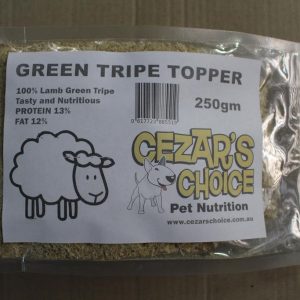 GREEN TRIPE TOPPER
100% Lamb Green Tripe
Tasty and Nutritious
PROTEIN 13%
FAT 12%
250gm
CEZAR'S
CHOICE
Pet Nutrition
www.cezarschoice.com.au